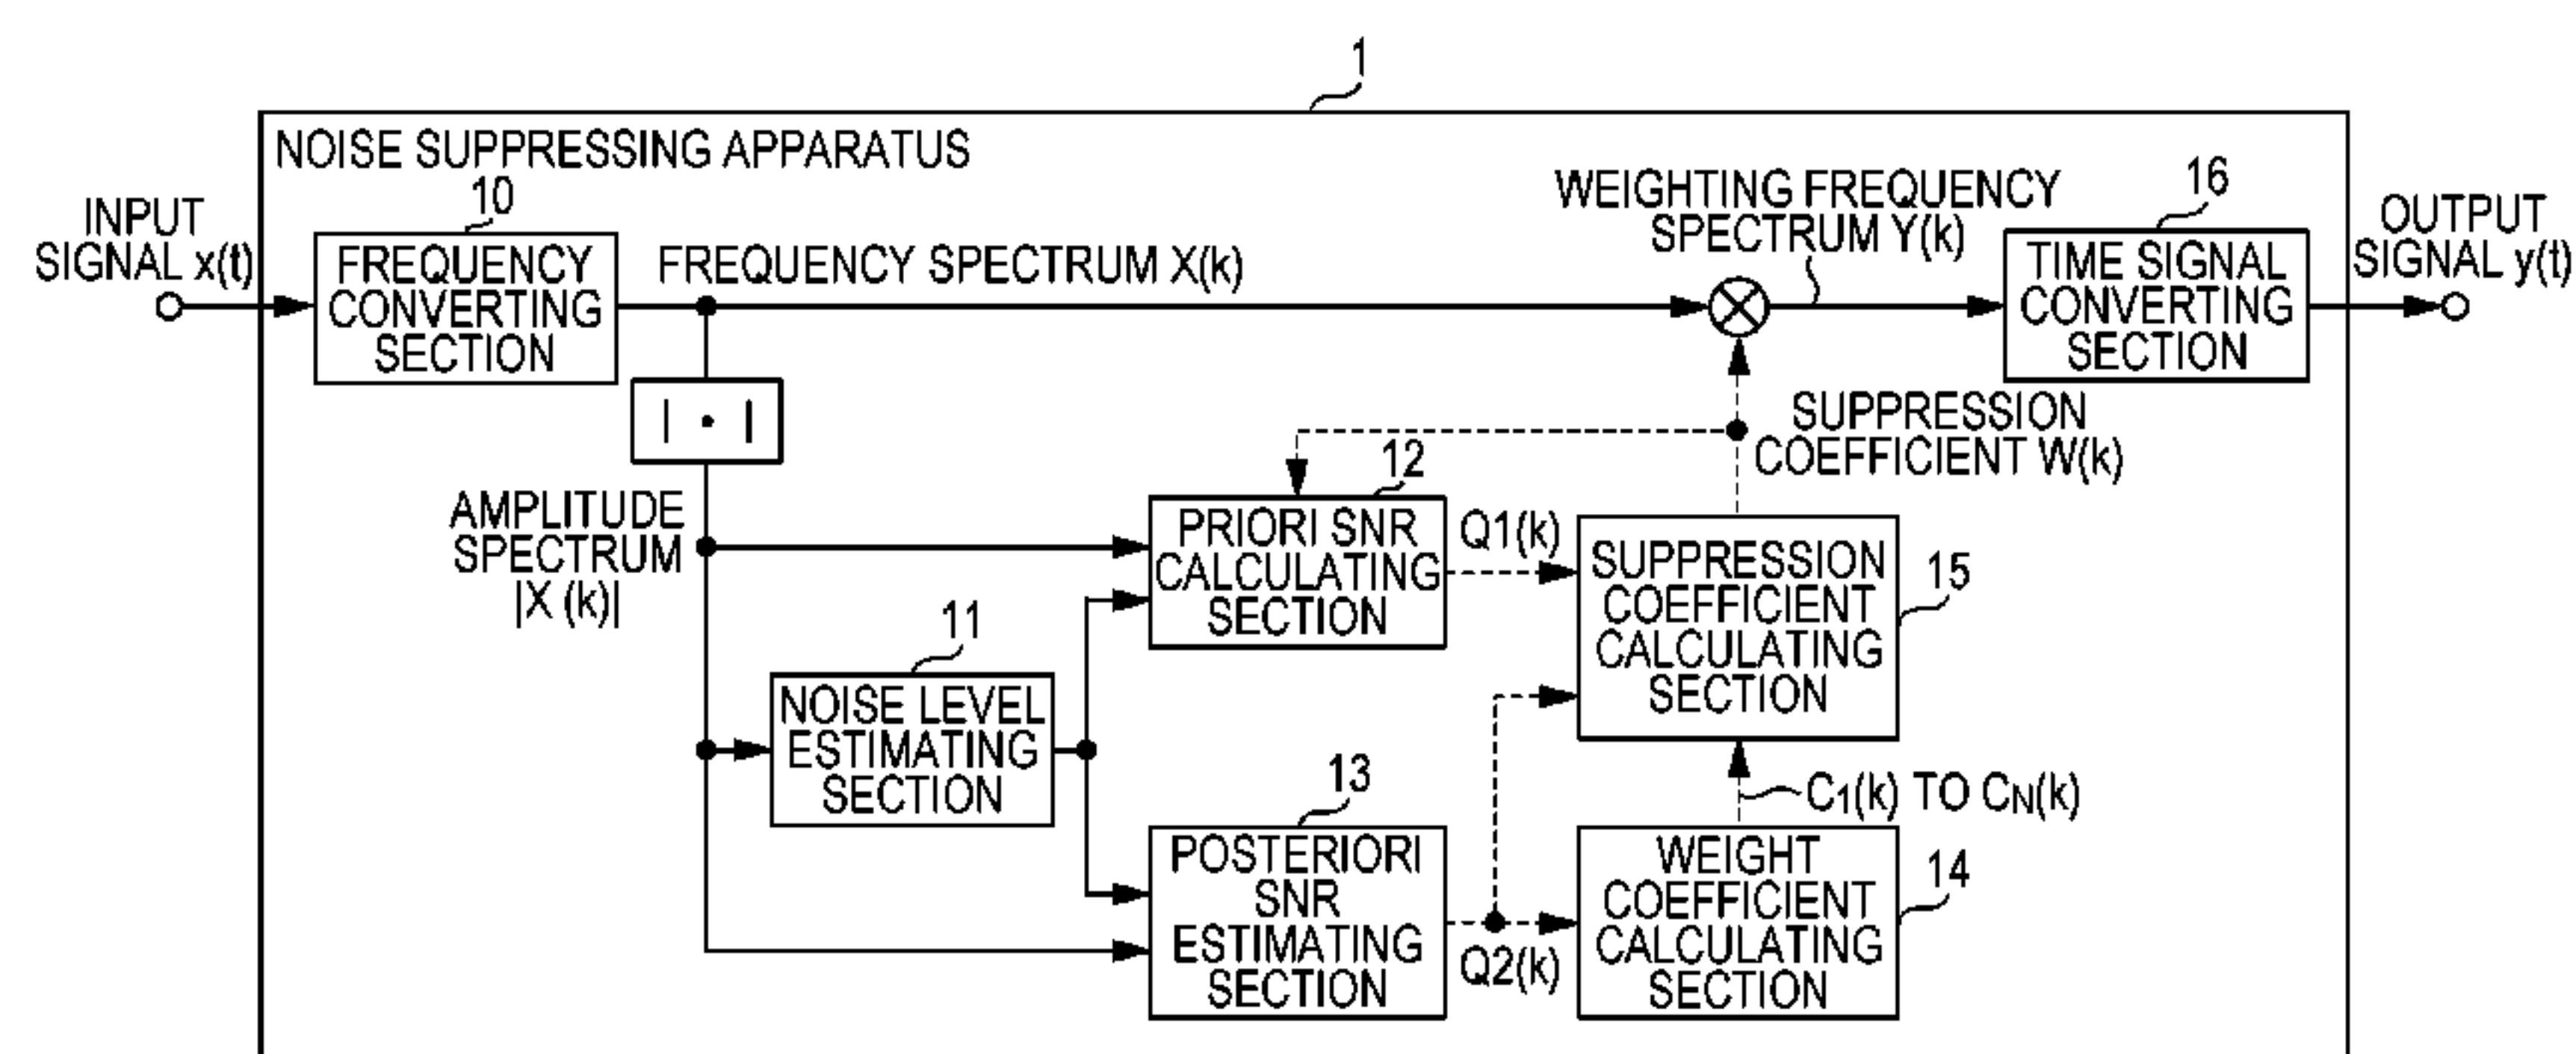 1
NOISE SUPPRESSING APPARATUS
10
INPUT
SIGNAL x(t)
FREQUENCY
CONVERTING
SECTION
FREQUENCY SPECTRUM X(k)
WEIGHTING FREQUENCY
SPECTRUM Y(k)
16
TIME SIGNAL
CONVERTING
SECTION
OUTPUT
SIGNAL y(t)
| • |
SUPPRESSION
COEFFICIENT W(k)
AMPLITUDE
SPECTRUM
|X (k)|
12
PRIORI SNR
CALCULATING
SECTION
Q1(k)
SUPPRESSION
COEFFICIENT
CALCULATING
SECTION
15
11
NOISE LEVEL
ESTIMATING
SECTION
C1(k) TO CN(k)
13
POSTERIORI
SNR
ESTIMATING
SECTION
Q2(k)
WEIGHT
COEFFICIENT
CALCULATING
SECTION
14